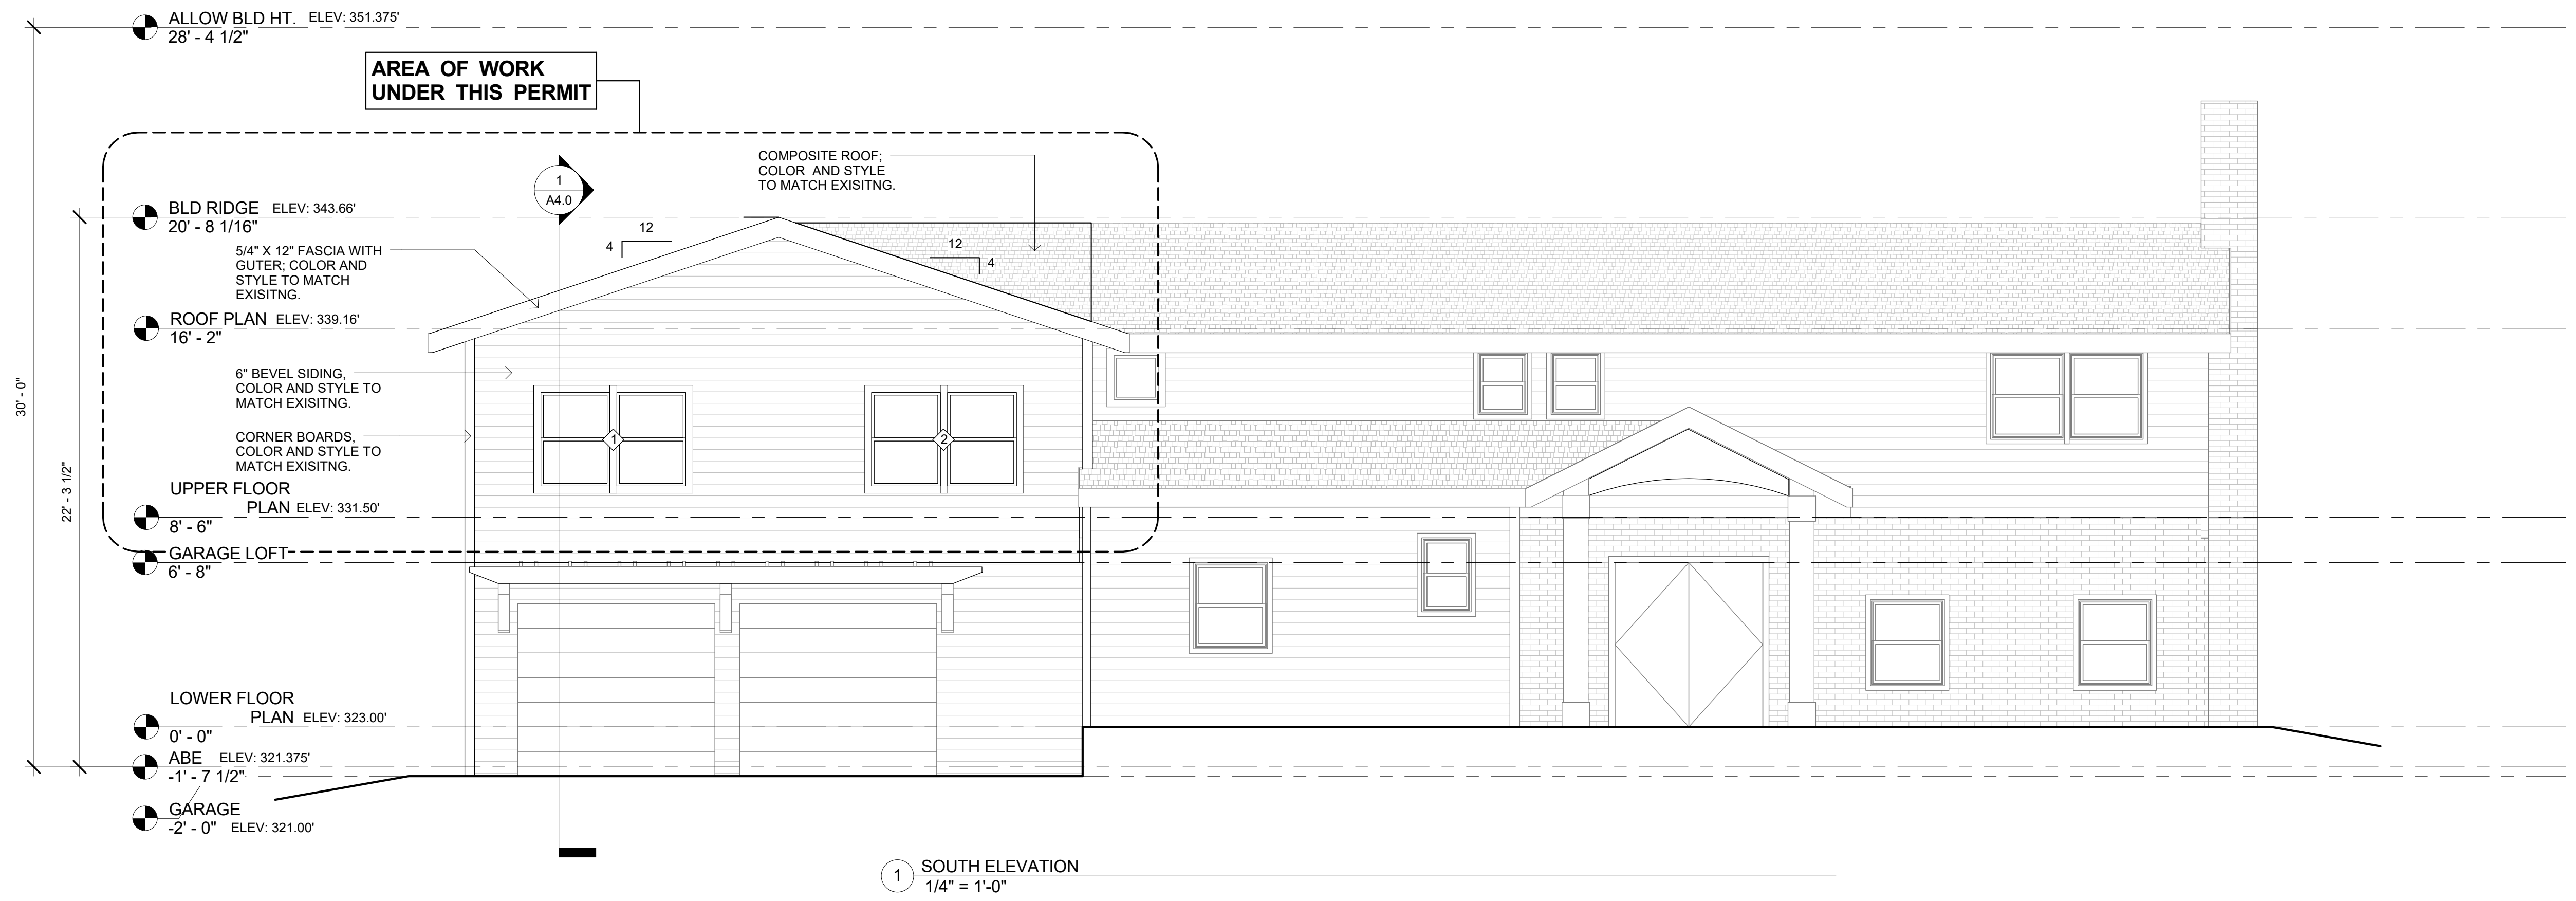 ALLOW BLD HT. ELEV: 351.375'
28' - 4 1/2"
AREA OF WORK
UNDER THIS PERMIT
COMPOSITE ROOF;
COLOR AND STYLE
TO MATCH EXISITNG.
1
A4.0
BLD RIDGE ELEV: 343.66'
20' - 8 1/16"
12
4
12
4
5/4" X 12" FASCIA WITH
GUTER; COLOR AND
STYLE TO MATCH
EXISITNG.
ROOF PLAN ELEV: 339.16'
16' - 2"
30' - 0"
6" BEVEL SIDING,
COLOR AND STYLE TO
MATCH EXISITNG.
CORNER BOARDS,
COLOR AND STYLE TO
MATCH EXISITNG.
1
2
22' - 3 1/2"
UPPER FLOOR
PLAN ELEV: 331.50'
8' - 6"
GARAGE LOFT
6' - 8"
LOWER FLOOR
PLAN ELEV: 323.00'
0' - 0"
ABE ELEV: 321.375'
-1' - 7 1/2"
GARAGE
-2' - 0" ELEV: 321.00'
1 SOUTH ELEVATION
1/4" = 1'-0"